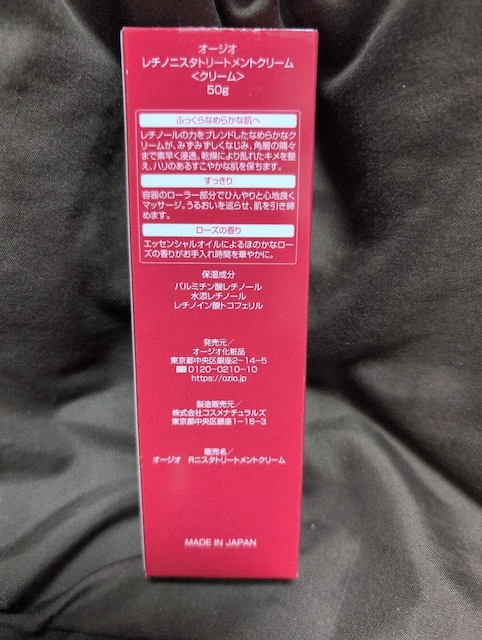 オージオ
レチノニスタトリートメントクリーム
<クリーム>
50g
ふっくらなめらかな肌へ
レチノールの力をブレンドしたなめらかなク
リームが、みずみずしくなじみ、角層の隅々
まで素早く浸透。乾燥により乱れたキメを整
え、ハリのあるすこやかな肌を保ちます。
すっきり
容器のローラー部分でひんやりと心地良く
マッサージ。うるおいを巡らせ、肌を引き締
めます。
ローズの香り
エッセンシャルオイルによるほのかなロー
ズの香りがお手入れ時間を華やかに。
保湿成分
パルミチン酸レチノール
水添レチノール
レチノイン酸トコフェリル
発売元/
オージオ化粧品
東京都中央区銀座2-14-5
0120-0210-10
https://ozio.jp
製造販売元/
株式会社コスメナチュラルズ
東京都中央区銀座1-16-3
販売名/
オージオ Rニスタトリートメントクリーム
MADE IN JAPAN